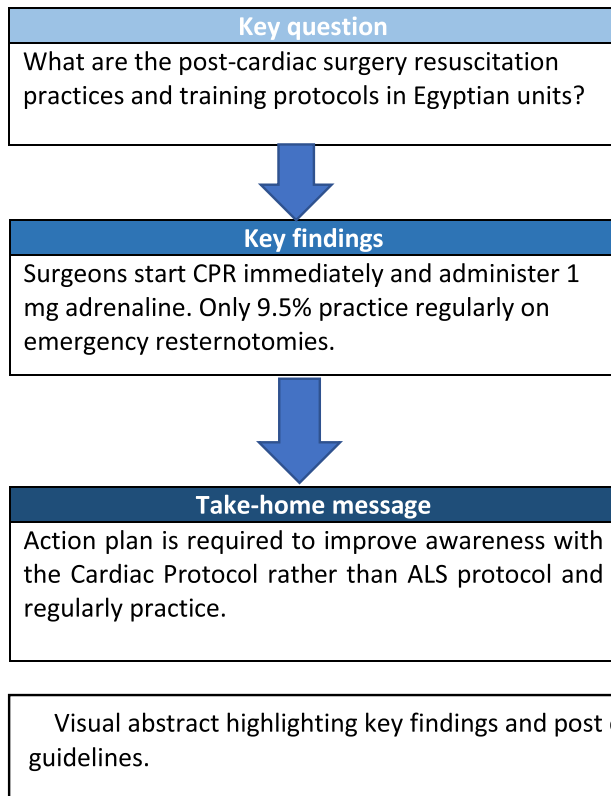 Key question
What are the post-cardiac surgery resuscitation
practices and training protocols in Egyptian units?
Key findings
Surgeons start CPR immediately and administer 1
mg adrenaline. Only 9.5% practice regularly on
emergency resternotomies.
Take-home message
Action plan is required to improve awareness with
the Cardiac Protocol rather than ALS protocol and
regularly practice.
Visual abstract highlighting key findings and post
guidelines.